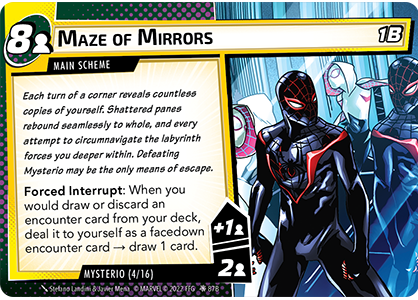 8
MAZE OF MIRRORS
1B
MAIN SCHEME
Each turn of a corner reveals countless
copies of yourself. Shattered panes
rebound seamlessly to whole, and every
attempt to circumnavigate the labyrinth
forces you deeper within. Defeating
Mysterio may be the only means of escape.
Forced Interrupt: When you
would draw or discard an
encounter card from your deck,
deal it to yourself as a facedown
encounter card → draw 1 card.
+1
2
MYSTERIO (4/16)
Stefano Landini & Javier Mena © MARVEL © 2022 FFG 87B